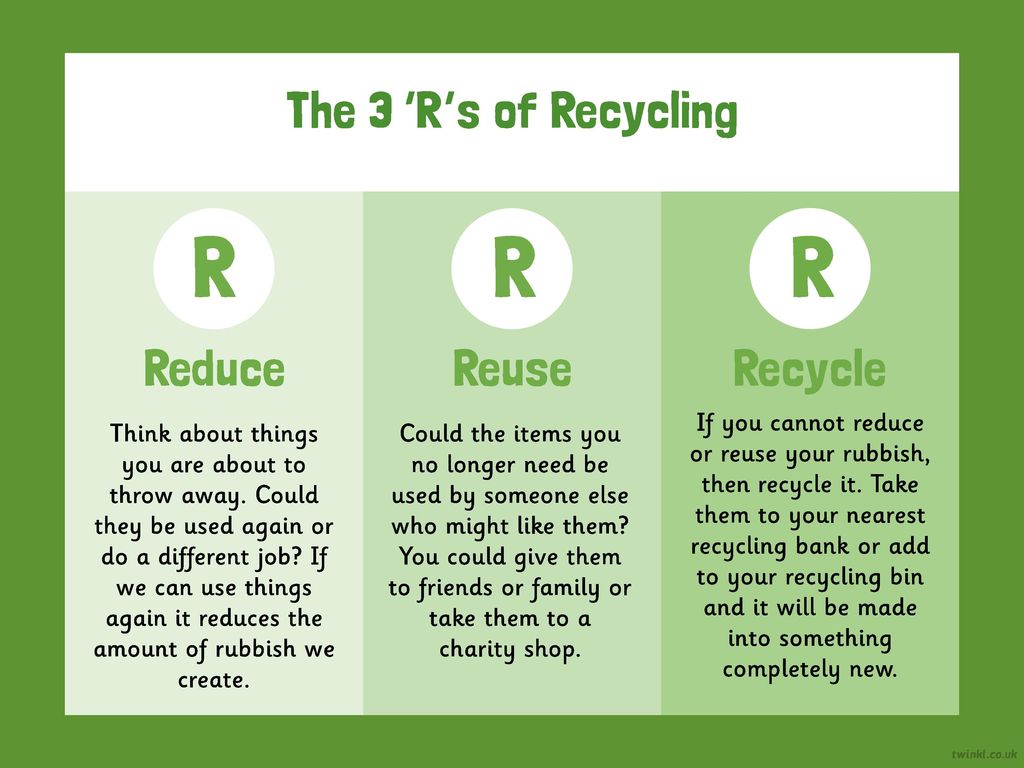 The 3 'R's of Recycling
R
Reduce
Think about things
you are about to
throw away. Could
they be used again or
do a different job? If
we can use things
again it reduces the
amount of rubbish we
create.
R
Reuse
Could the items you
no longer need be
used by someone else
who might like them?
You could give them
to friends or family or
take them to a
charity shop.
R
Recycle
If you cannot reduce
or reuse your rubbish,
then recycle it. Take
them to your nearest
recycling bank or add
to your recycling bin
and it will be made
into something
completely new.
twinkl.co.uk